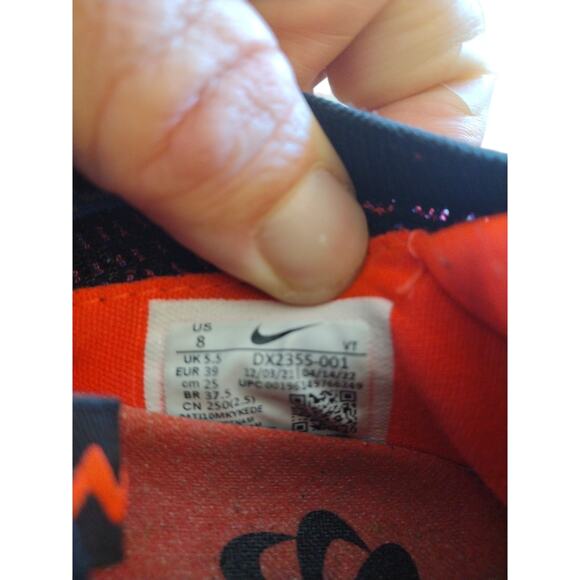 US
8
VT
UK 5.5
DX2355-001
EUR 39
12/03/21
04/14/22
cm 25
UPC
BR 37.5
CN 250(2.5)